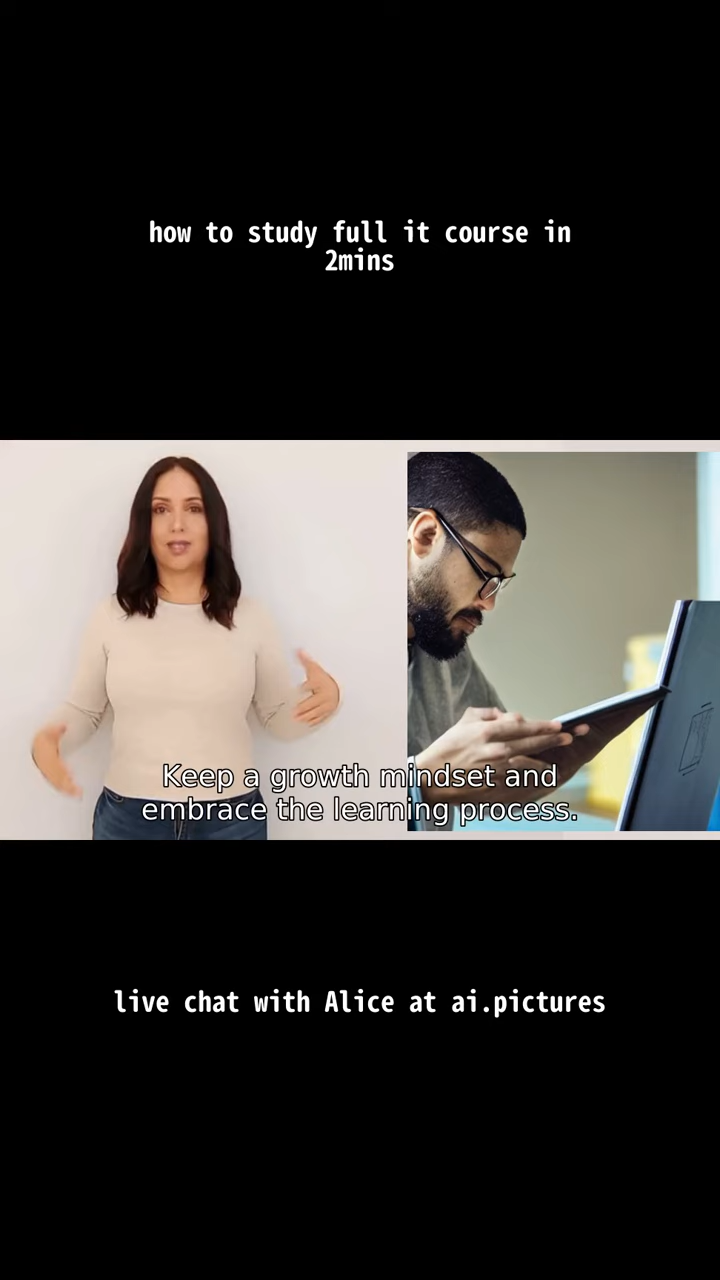 how to study full it course in
2mins
Keep a growth mindset and
embrace the learning process.
live chat with Alice at ai.pictures